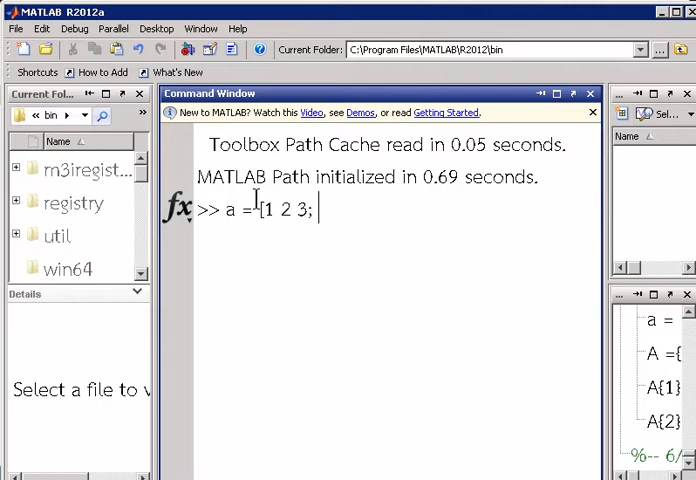 MATLAB R2012a
File Edit Debug Parallel Desktop Window Help
Current Folder: C:\Program Files\MATLAB\R2012\bin
Shortcuts How to Add What's New
Current Fol...
Command Window
« bin
»
New to MATLAB? Watch this Video, see Demos, or read Getting Started.
Sel...
Name
Name
m3iregist...
registry
util
win64
Toolbox Path Cache read in 0.05 seconds.
MATLAB Path initialized in 0.69 seconds.
fx >> a = [1 2 3;
Details
Select a file to v
a =
A ={
A{1}
A{2}
%-- 6/